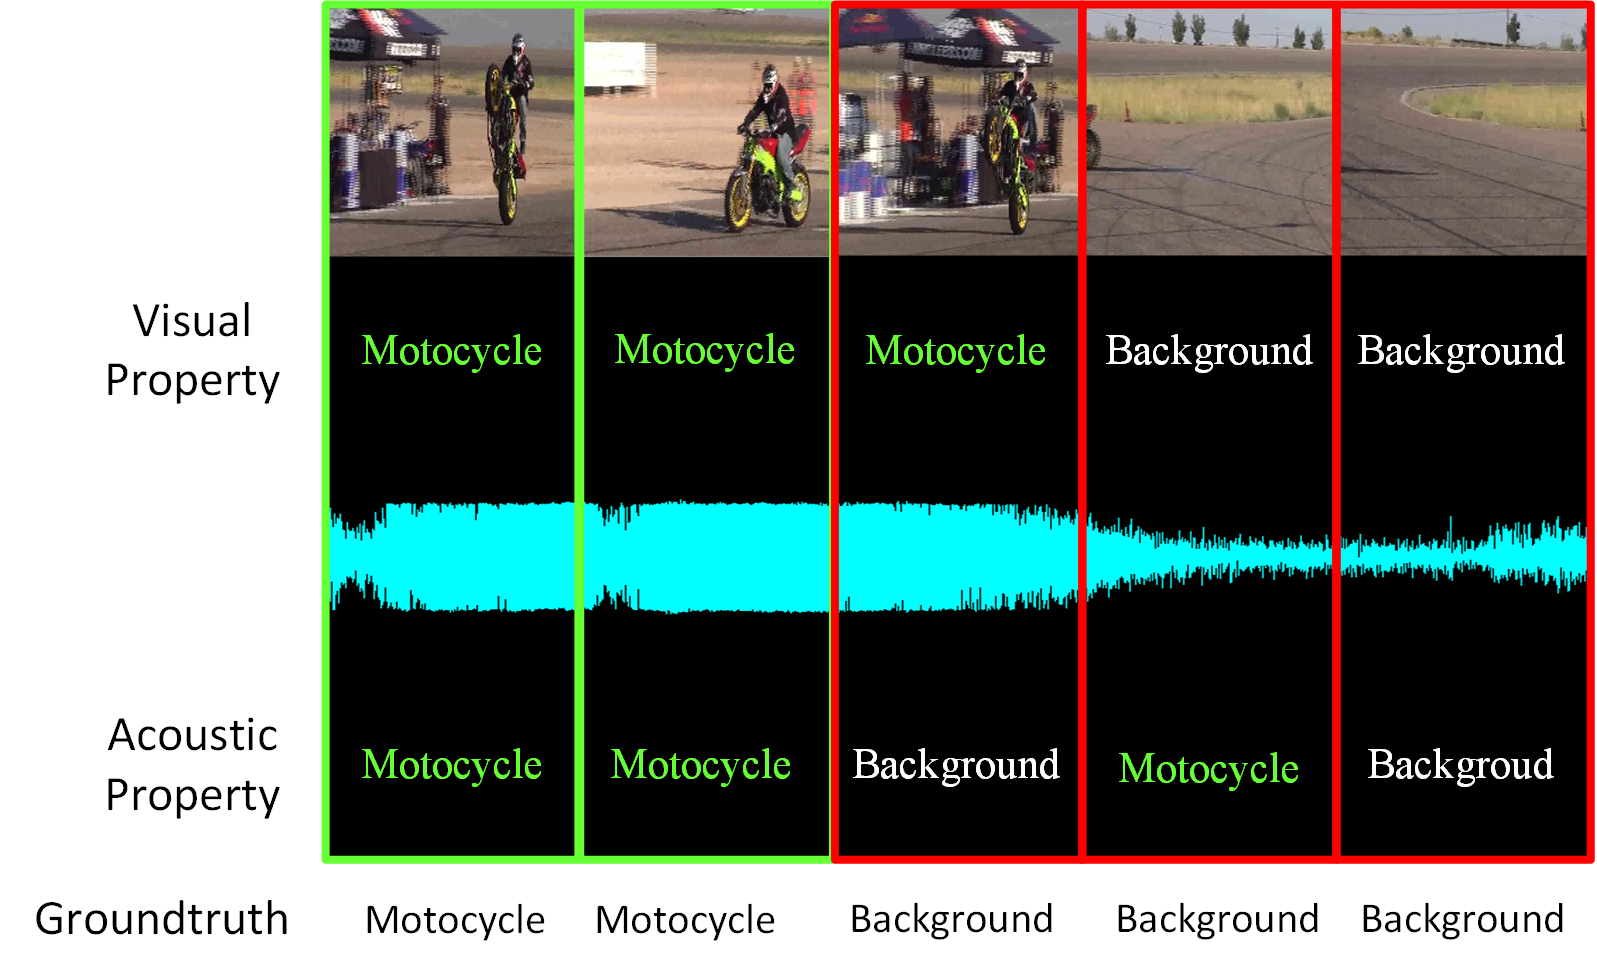 Visual
Property
Motocycle Motocycle Motocycle Background Background
Acoustic
Property
Motocycle Motocycle Background Motocycle Backgroud
Groundtruth Motocycle Motocycle Background Background Background